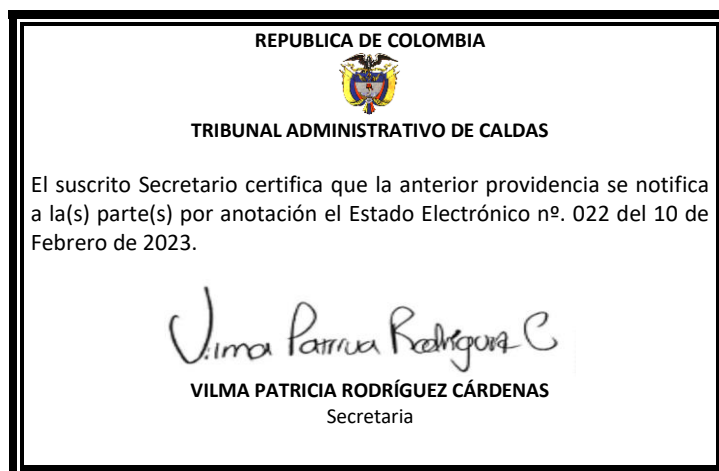 REPUBLICA DE COLOMBIA
TRIBUNAL ADMINISTRATIVO DE CALDAS
El suscrito Secretario certifica que la anterior providencia se notifica
a la(s) parte(s) por anotación el Estado Electrónico nº. 022 del 10 de
Febrero de 2023.
Vilma Patricia Rodríguez C
VILMA PATRICIA RODRÍGUEZ CÁRDENAS
Secretaria